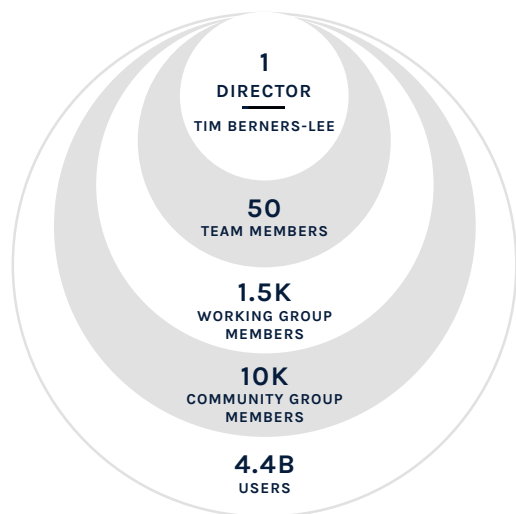 1
DIRECTOR
TIM BERNERS-LEE
50
TEAM MEMBERS
1.5K
WORKING GROUP
MEMBERS
10K
COMMUNITY GROUP
MEMBERS
4.4B
USERS